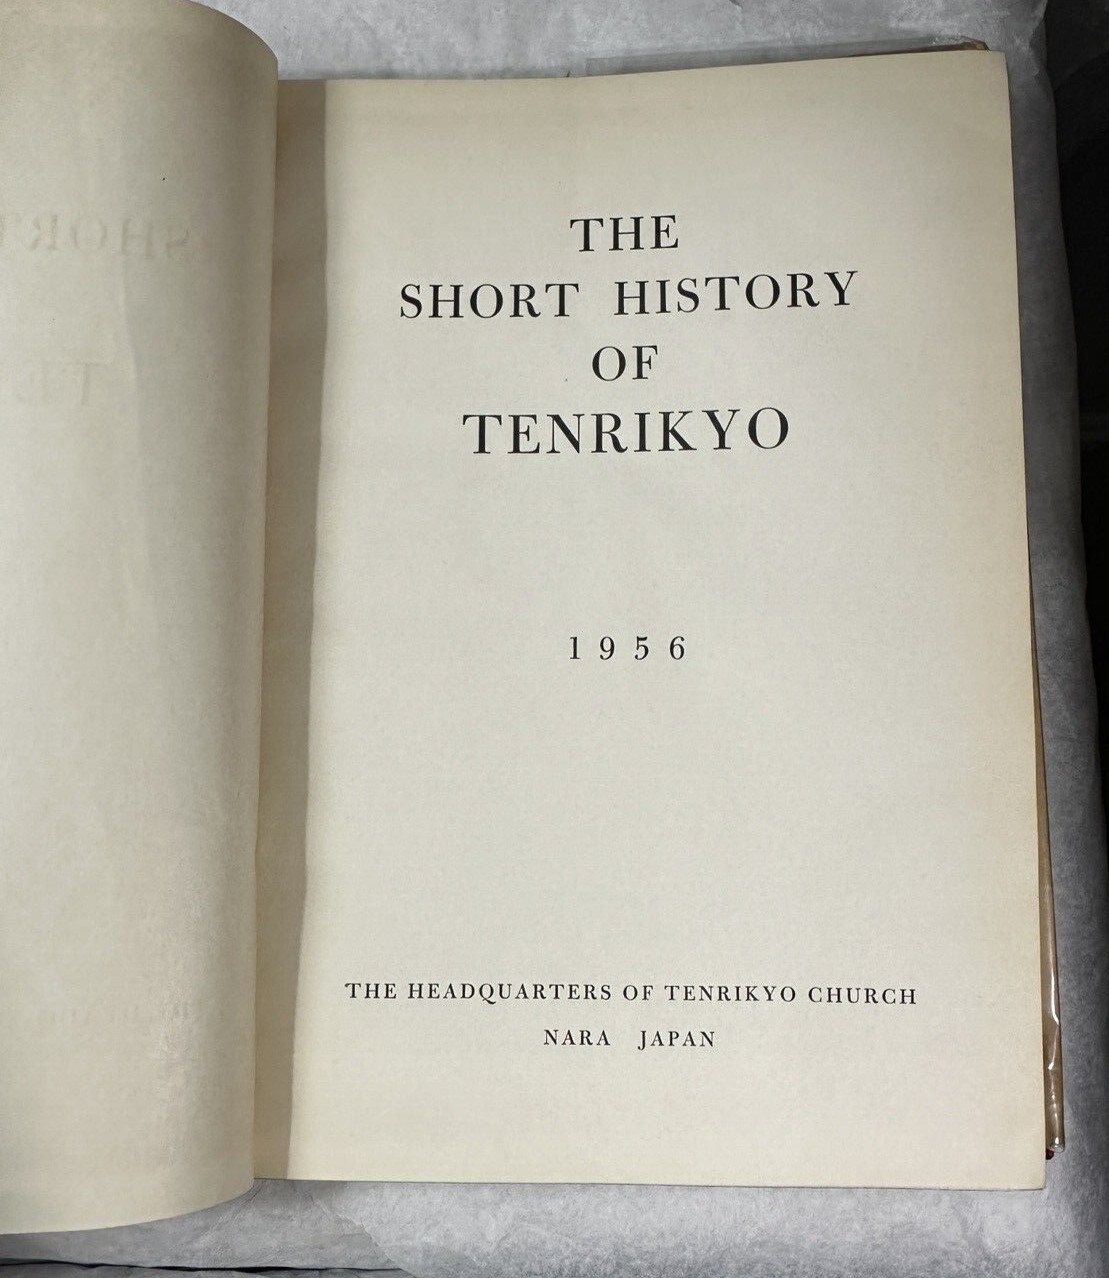 THE
SHORT HISTORY
OF
TENRIKYO
1956
THE HEADQUARTERS OF TENRIKYO CHURCH
NARA JAPAN